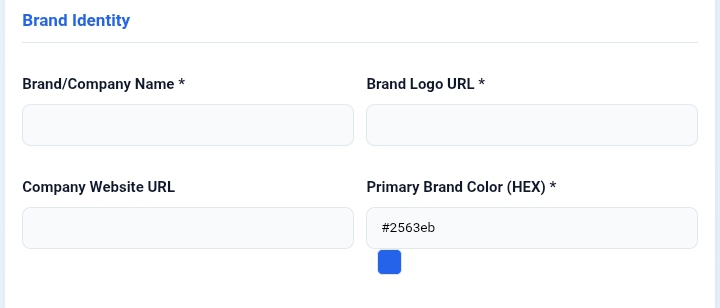 Brand Identity
Brand/Company Name *
Brand Logo URL *
Company Website URL
Primary Brand Color (HEX) *
#2563eb